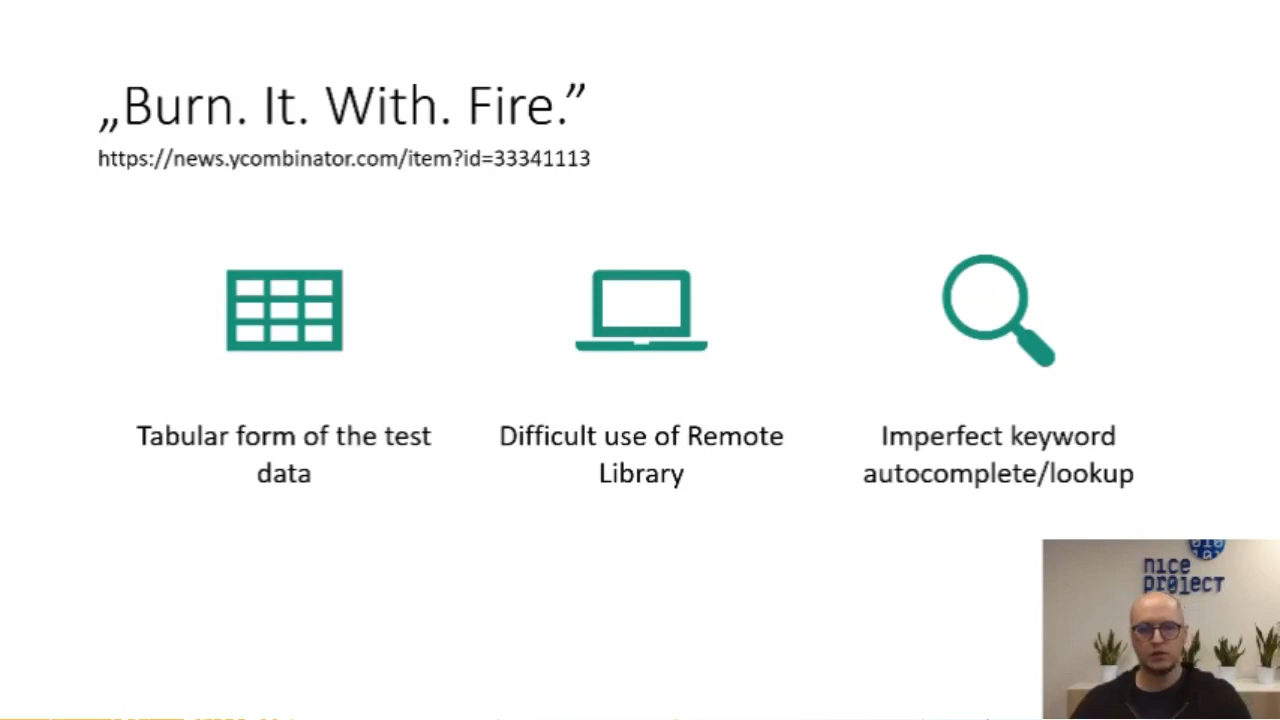 „Burn. It. With. Fire.”
https://news.ycombinator.com/item?id=33341113
Tabular form of the test
data
Difficult use of Remote
Library
Imperfect keyword
autocomplete/lookup
nice
pr0ject